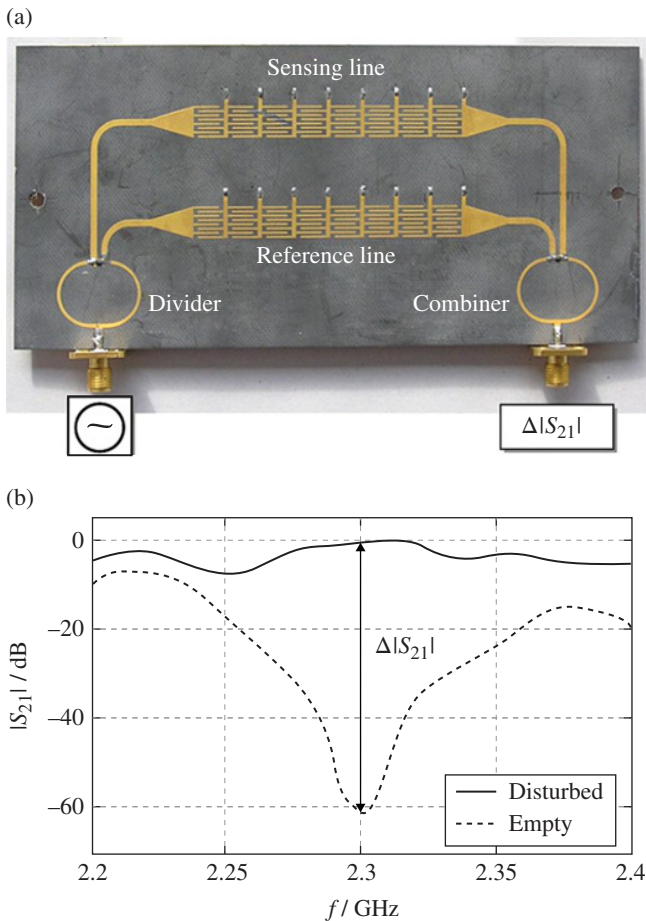 (a)
Sensing line
Reference line
Divider
Combiner
~
Δ|S₂₁|
(b)
0
−20
−40
−60
|S₂₁| / dB
Δ|S₂₁|
Disturbed
Empty
2.2
2.25
2.3
2.35
2.4
f / GHz